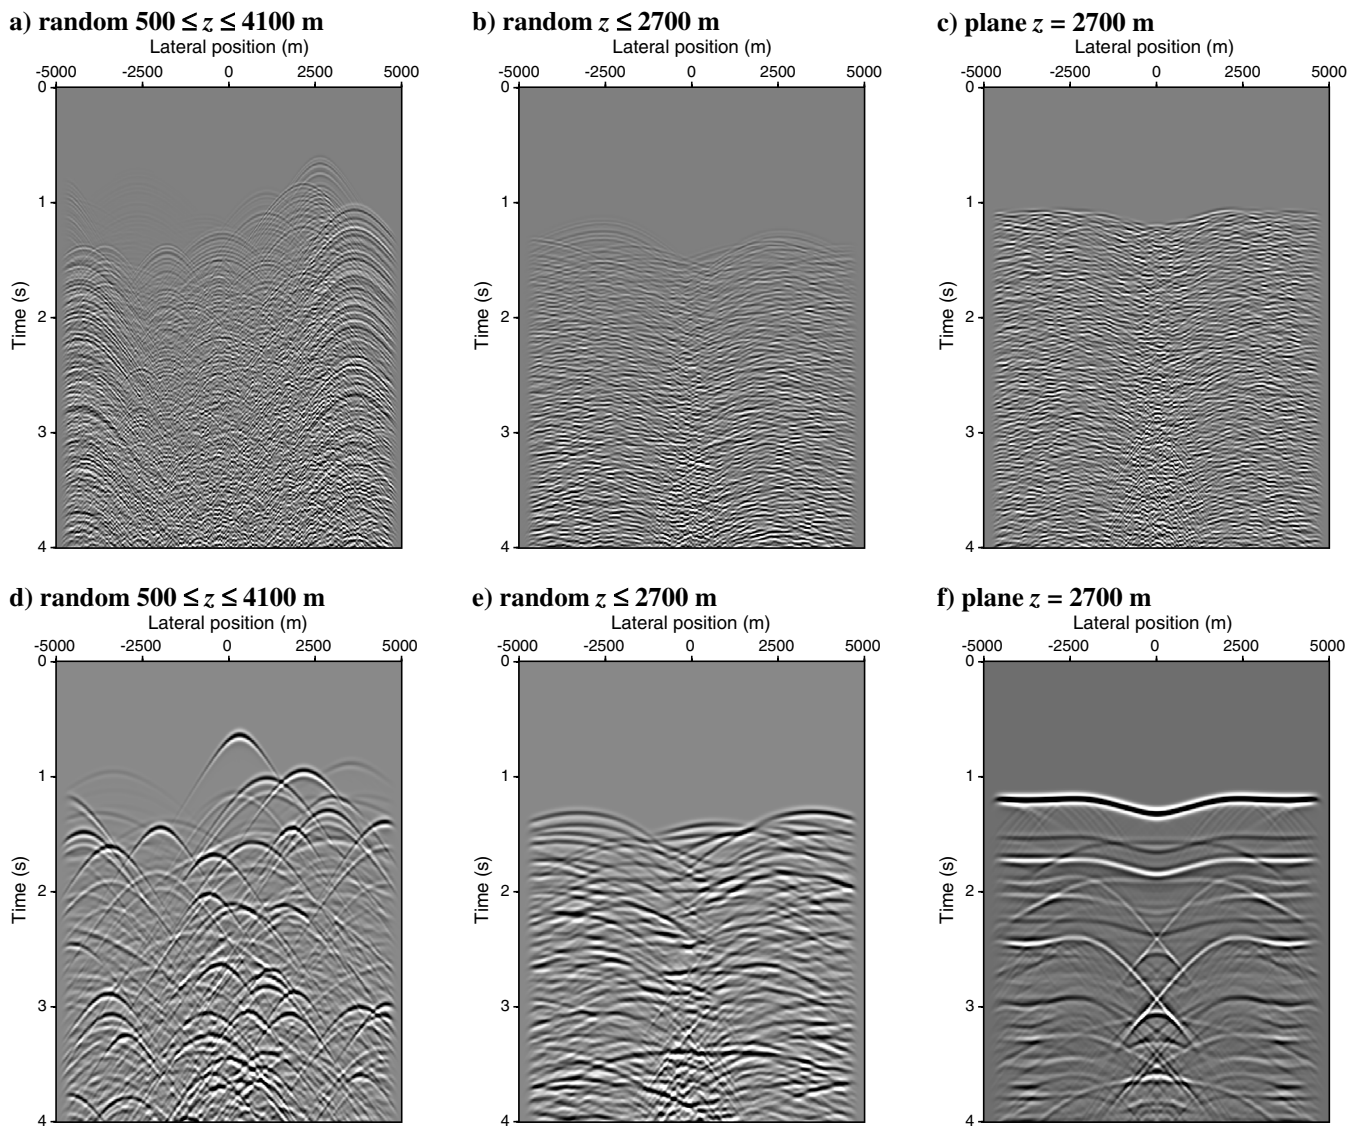 a) random 500 ≤ z ≤ 4100 m
b) random z ≤ 2700 m
c) plane z = 2700 m
Lateral position (m)
Lateral position (m)
Lateral position (m)
-5000 -2500 0 2500 5000
-5000 -2500 0 2500 5000
-5000 -2500 0 2500 5000
0
1
2
3
4
Time (s)
0
1
2
3
4
Time (s)
0
1
2
3
4
Time (s)
d) random 500 ≤ z ≤ 4100 m
e) random z ≤ 2700 m
f) plane z = 2700 m
Lateral position (m)
Lateral position (m)
Lateral position (m)
-5000 -2500 0 2500 5000
-5000 -2500 0 2500 5000
-5000 -2500 0 2500 5000
0
1
2
3
4
Time (s)
0
1
2
3
4
Time (s)
0
1
2
3
4
Time (s)